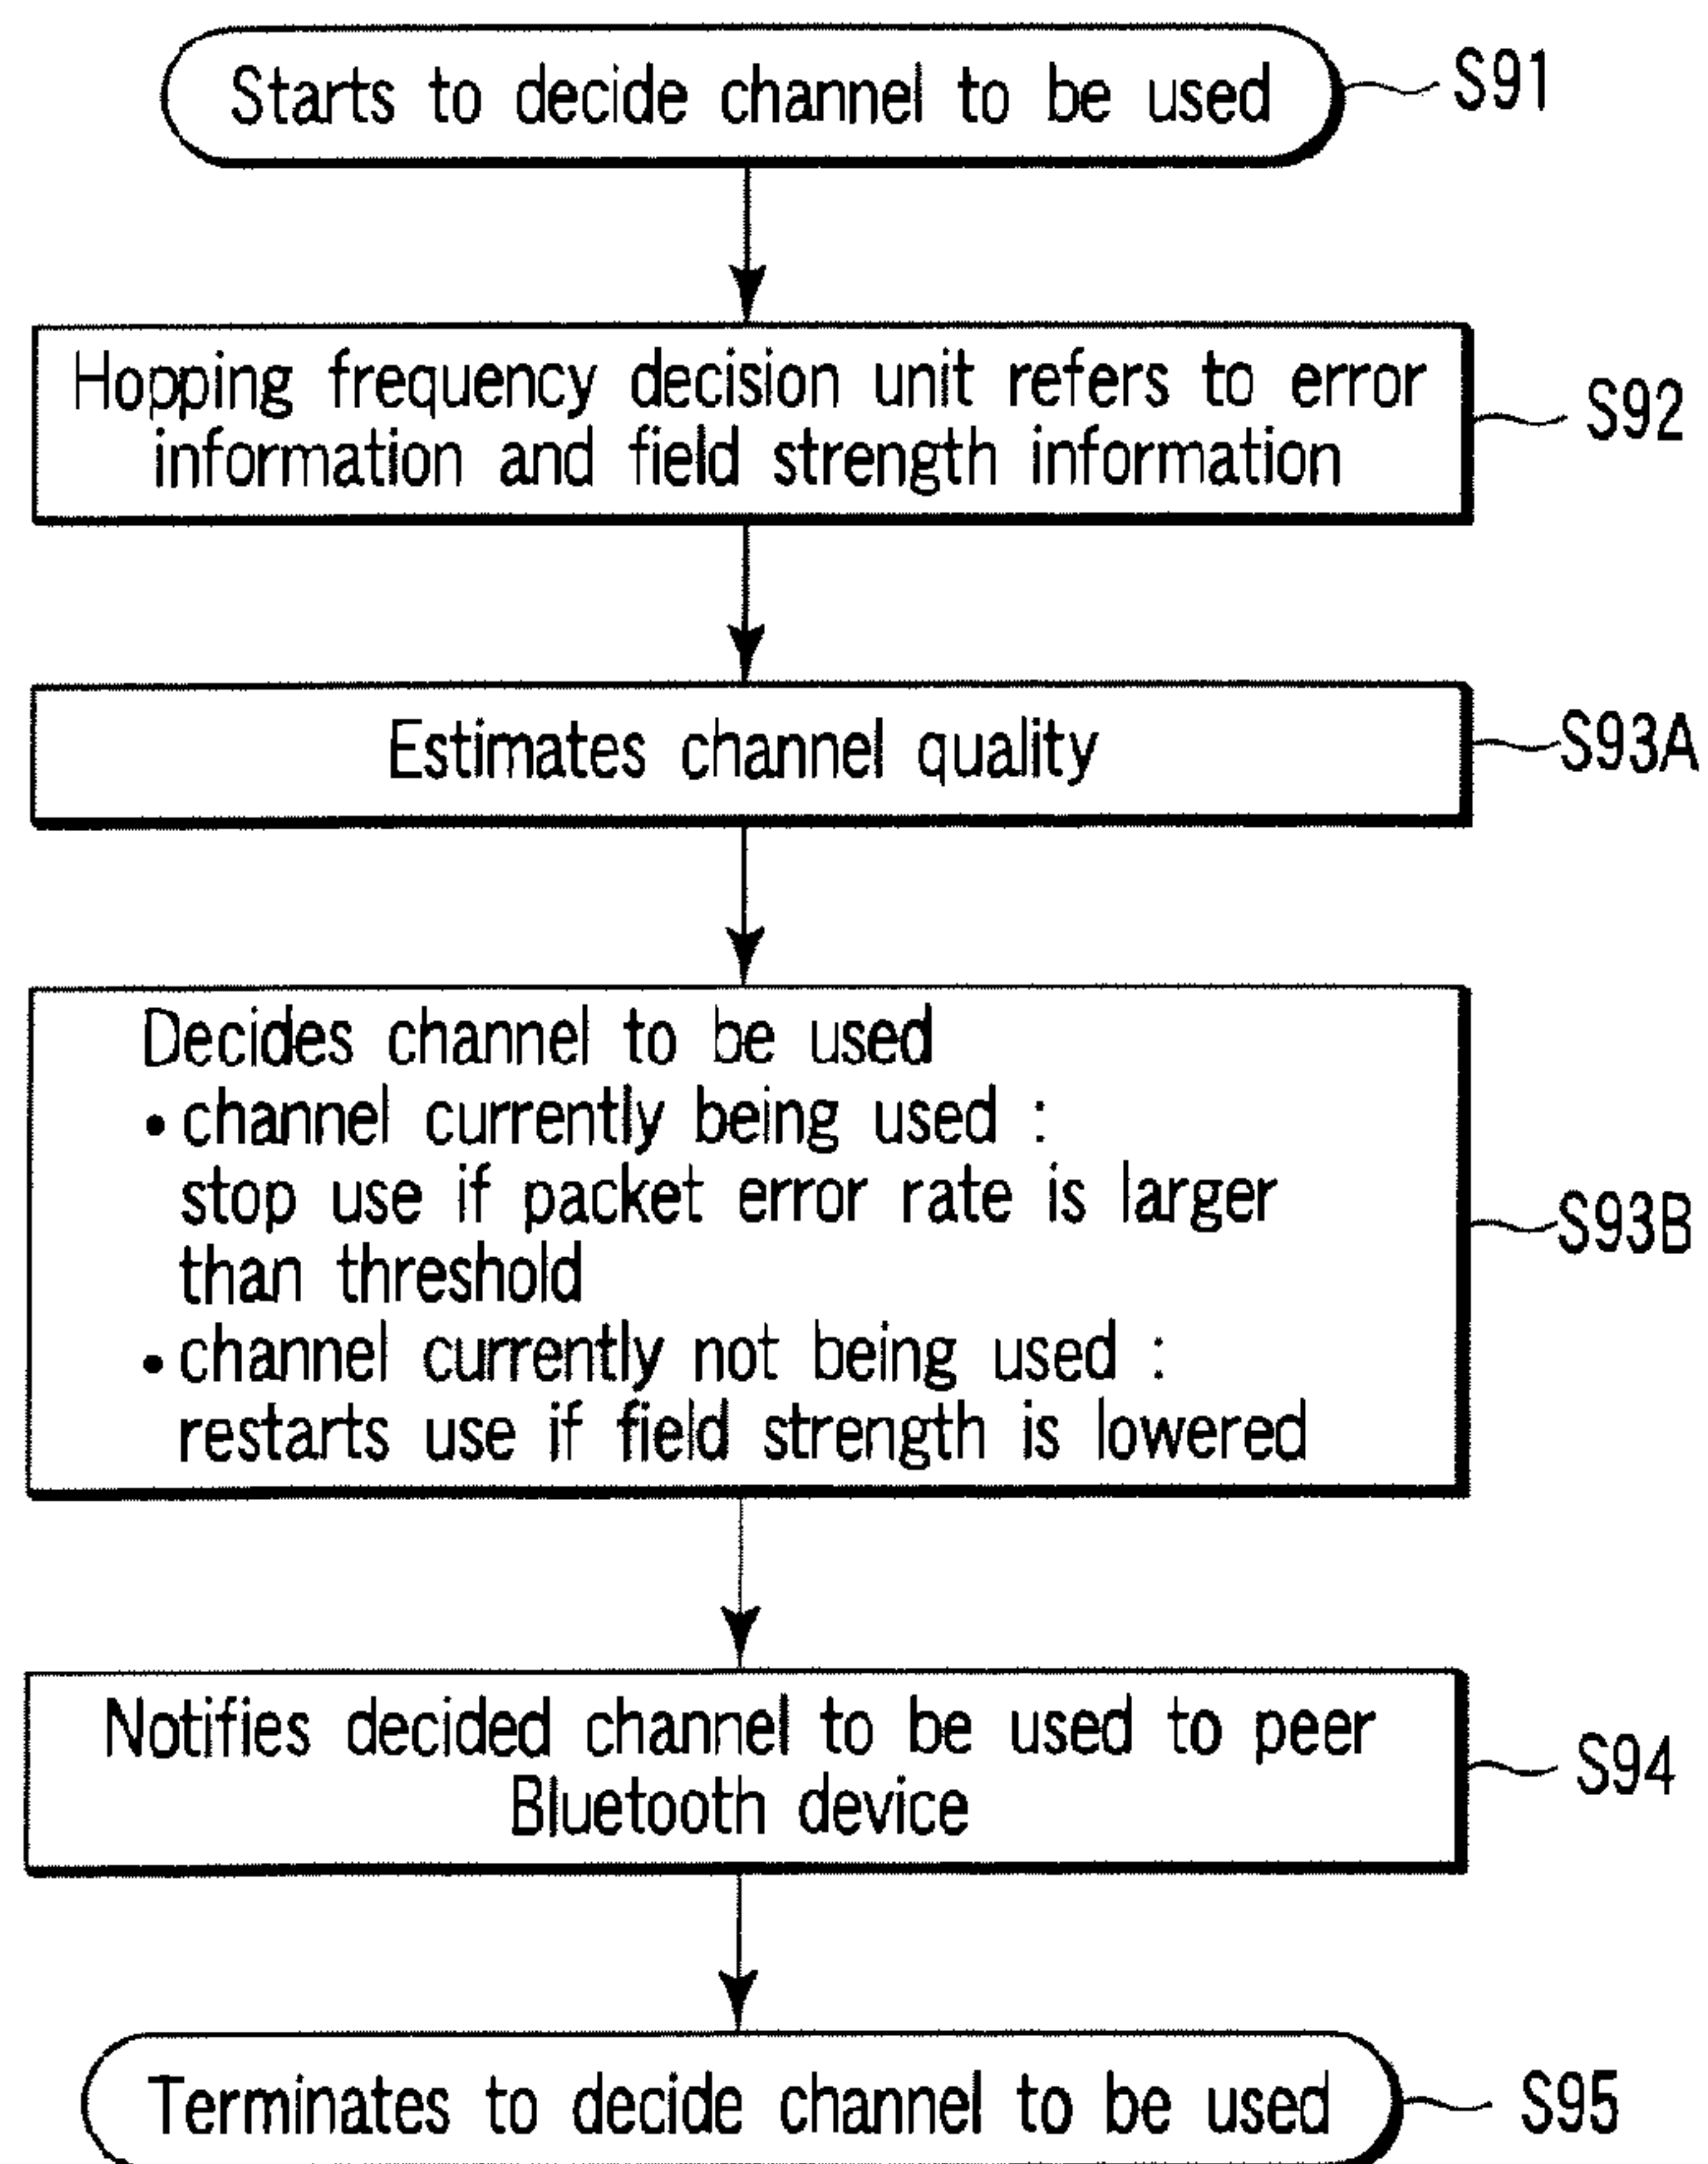 Starts to decide channel to be used
S91
Hopping frequency decision unit refers to error
information and field strength information
S92
Estimates channel quality
S93A
Decides channel to be used
• channel currently being used :
stop use if packet error rate is larger
than threshold
• channel currently not being used :
restarts use if field strength is lowered
S93B
Notifies decided channel to be used to peer
Bluetooth device
S94
Terminates to decide channel to be used
S95